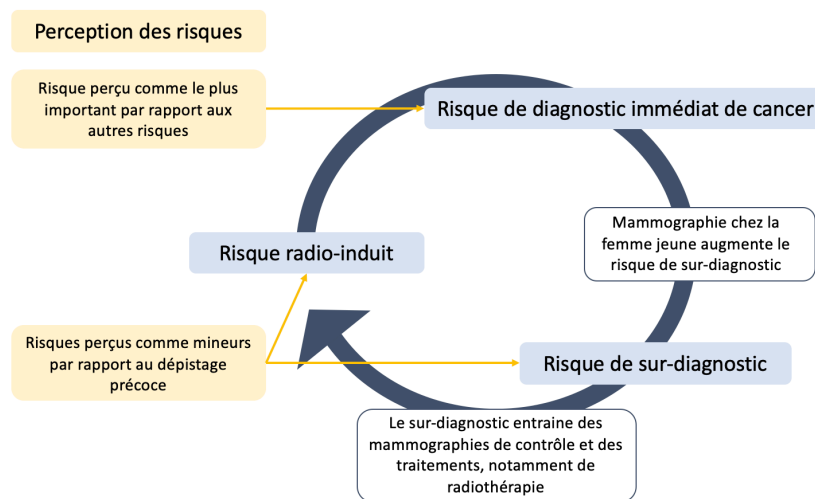 Perception des risques
Risque perçu comme le plus
important par rapport aux
autres risques
Risque de diagnostic immédiat de cancer
Mammographie chez la
femme jeune augmente le
risque de sur-diagnostic
Risque radio-induit
Risques perçus comme mineurs
par rapport au dépistage
précoce
Risque de sur-diagnostic
Le sur-diagnostic entraine des
mammographies de contrôle et des
traitements, notamment de
radiothérapie